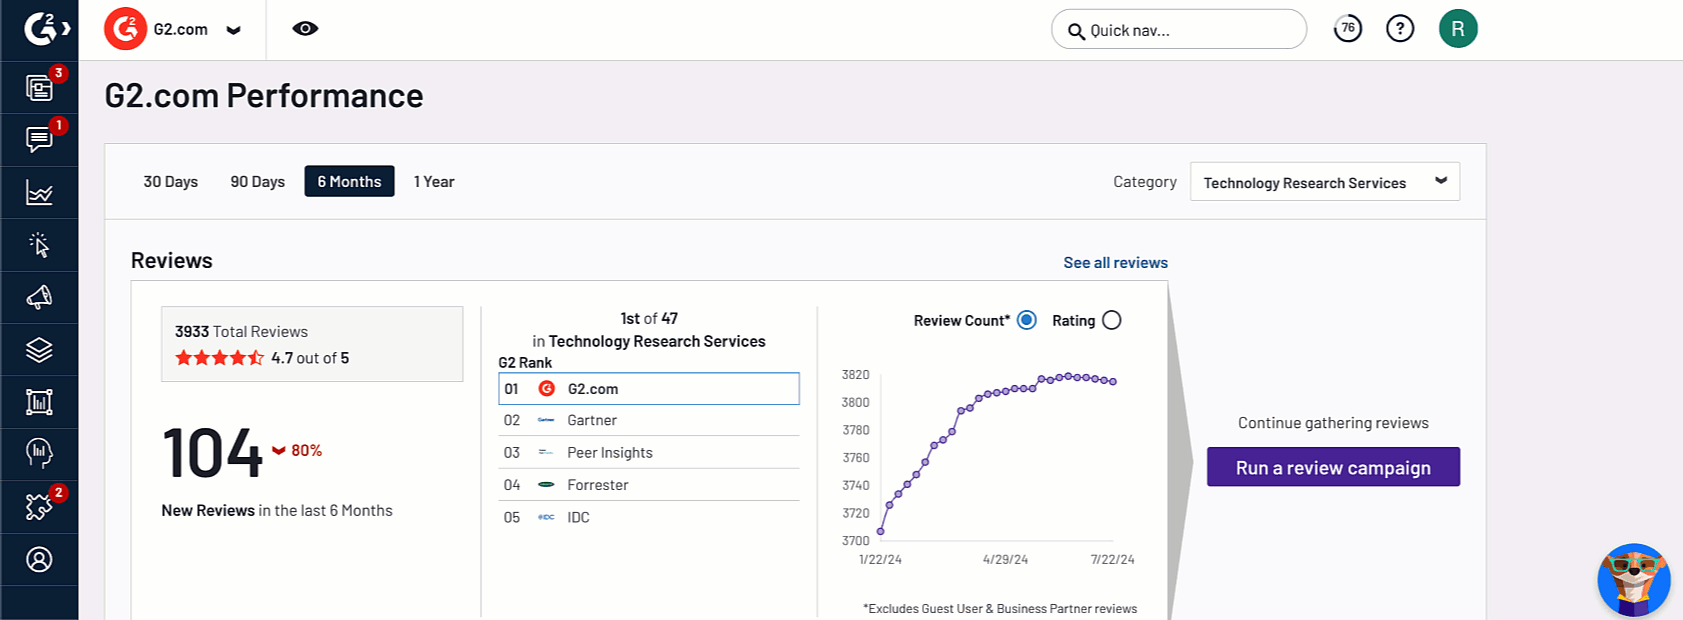 G2.com
Quick nav...
76
?
R
3
1
2
G2.com Performance
30 Days
90 Days
6 Months
1 Year
Category
Technology Research Services
Reviews
See all reviews
3933 Total Reviews
4.7 out of 5
104
80%
New Reviews in the last 6 Months
1st of 47
in Technology Research Services
G2 Rank
01 G2.com
02 Gartner
03 Peer Insights
04 Forrester
05 IDC
Review Count*
Rating
3820
3800
3780
3760
3740
3720
3700
1/22/24
4/29/24
7/22/24
*Excludes Guest User & Business Partner reviews
Continue gathering reviews
Run a review campaign